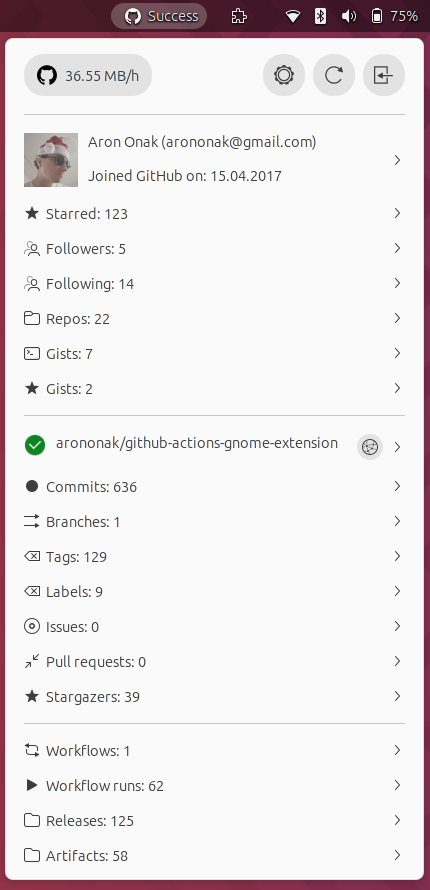 Success
75%
36.55 MB/h
Aron Onak (arononak@gmail.com)
Joined GitHub on: 15.04.2017
Starred: 123
Followers: 5
Following: 14
Repos: 22
Gists: 7
Gists: 2
arononak/github-actions-gnome-extension
Commits: 636
Branches: 1
Tags: 129
Labels: 9
Issues: 0
Pull requests: 0
Stargazers: 39
Workflows: 1
Workflow runs: 62
Releases: 125
Artifacts: 58